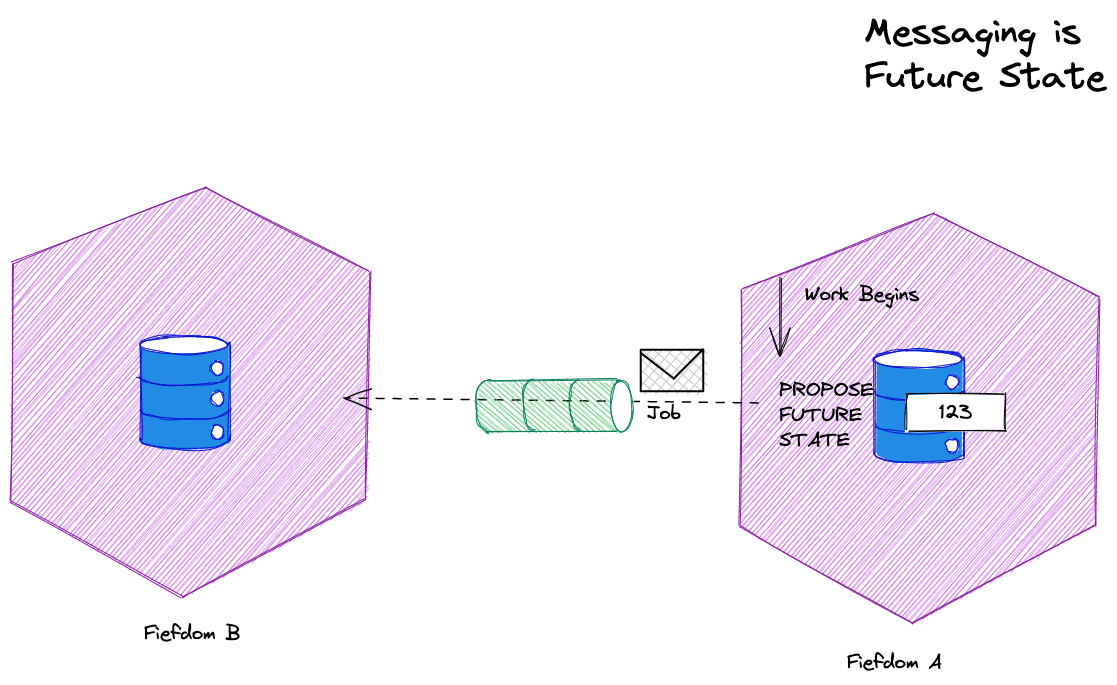 Messaging is
Future State
Work Begins
PROPOSE
FUTURE
STATE
123
Job
Fiefdom B
Fiefdom A